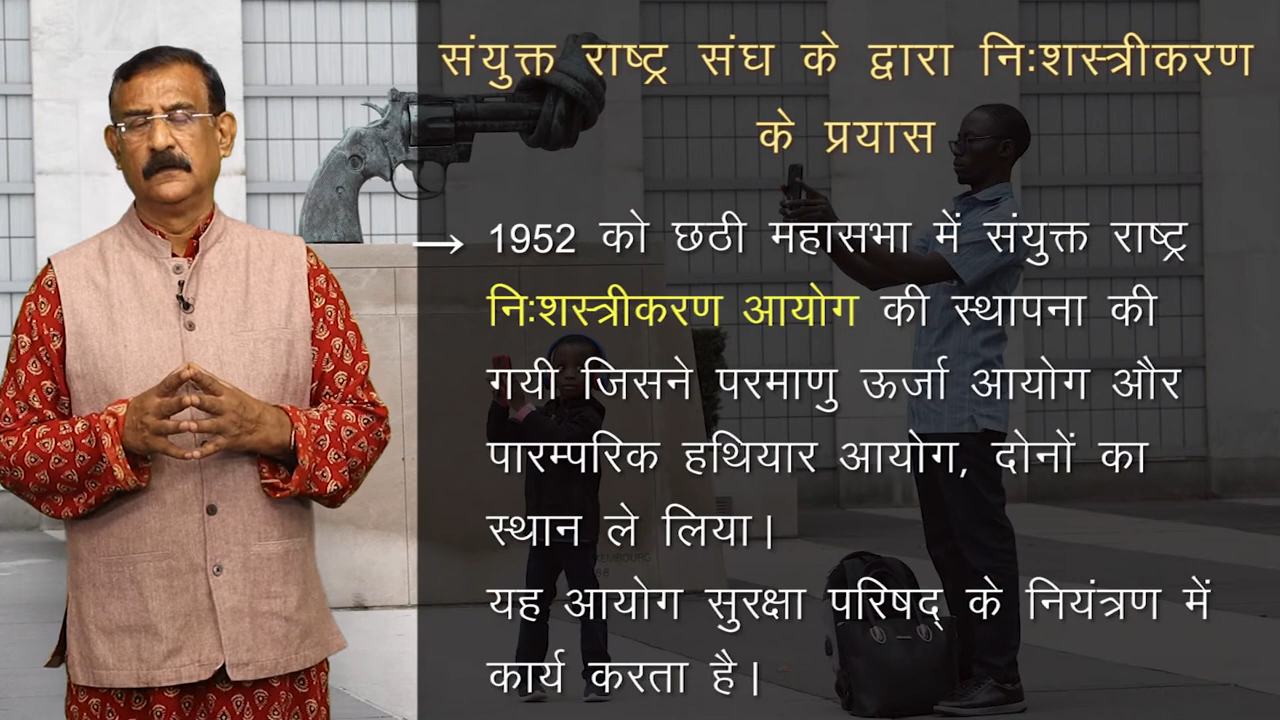 संयुक्त राष्ट्र संघ के द्वारा निःशस्त्रीकरण
के प्रयास
→ 1952 को छठी महासभा में संयुक्त राष्ट्र
निःशस्त्रीकरण आयोग की स्थापना की
गयी जिसने परमाणु ऊर्जा आयोग और
पारम्परिक हथियार आयोग, दोनों का
स्थान ले लिया।
यह आयोग सुरक्षा परिषद् के नियंत्रण में
कार्य करता है।